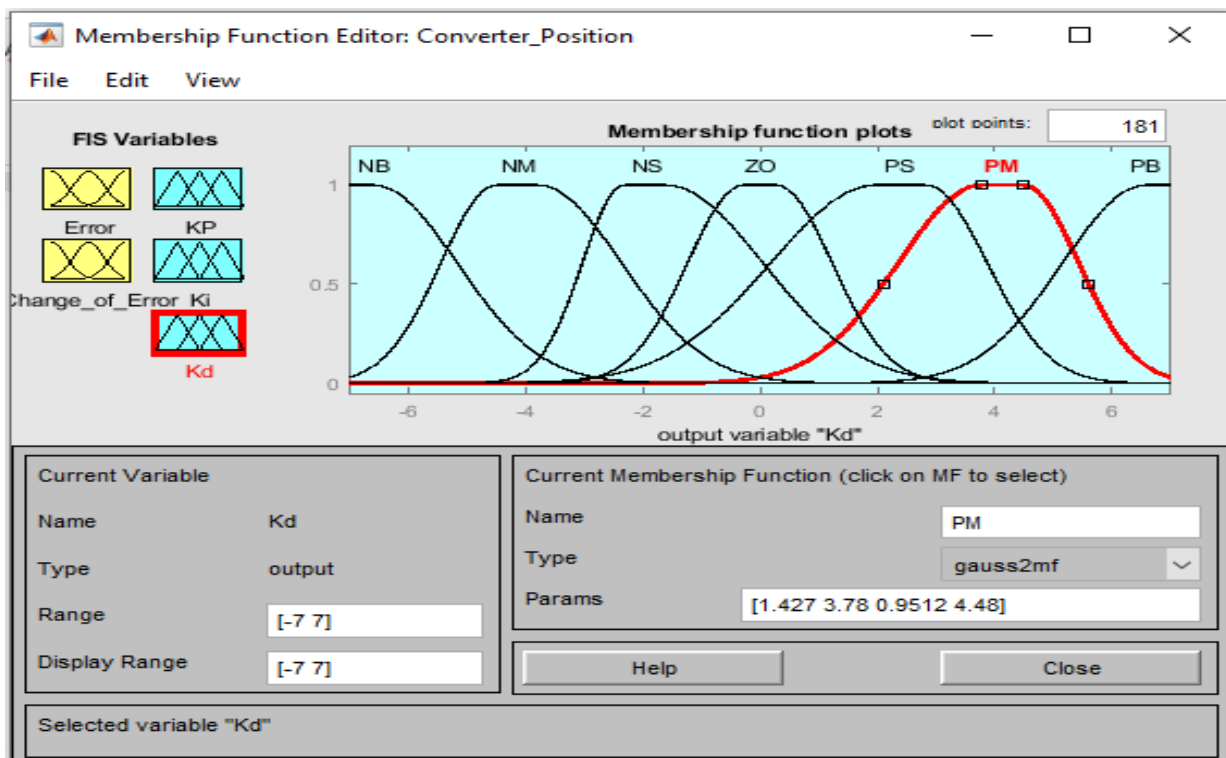 Membership Function Editor: Converter_Position
File Edit View
FIS Variables
Error KP
Change_of_Error Ki
Kd
Membership function plots plot points: 181
NB NM NS ZO PS PM PB
1
0.5
0
-6 -4 -2 0 2 4 6
output variable "Kd"
Current Variable
Name Kd
Type output
Range [-7 7]
Display Range [-7 7]
Current Membership Function (click on MF to select)
Name PM
Type gauss2mf
Params [1.427 3.78 0.9512 4.48]
Help Close
Selected variable "Kd"